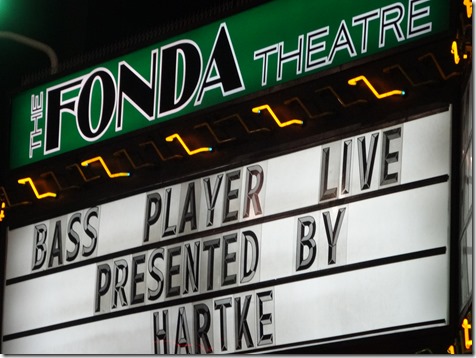 THE FONDA THEATRE
BASS PLAYER LIVE
PRESENTED BY
HARTKE